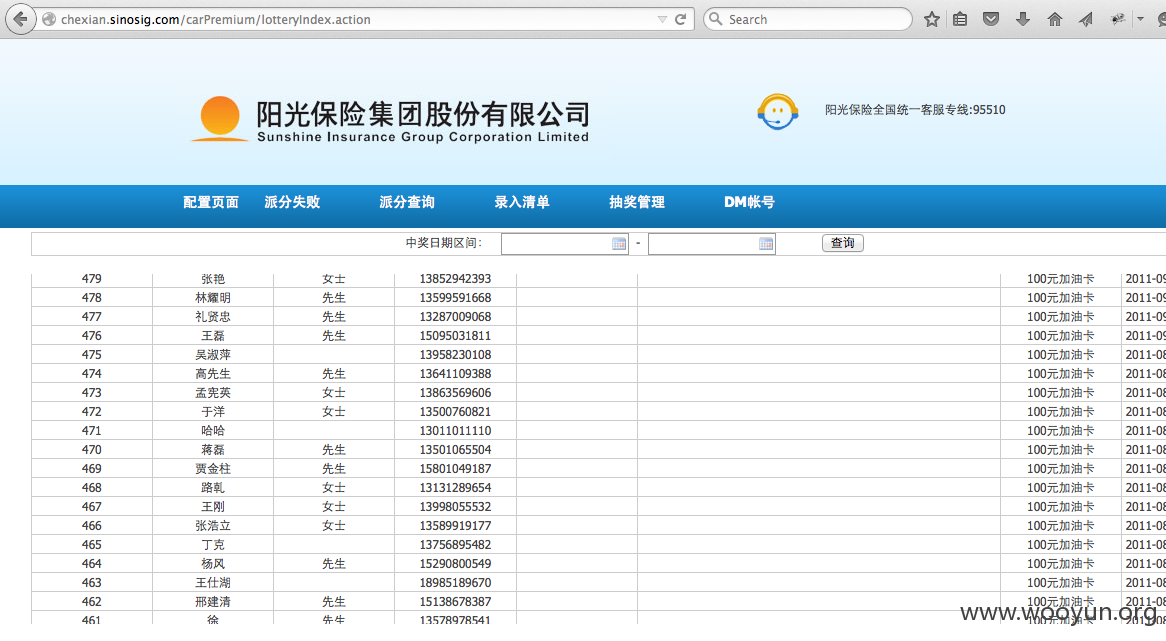 chexian.sinosig.com/carPremium/lotteryIndex.action
Search
阳光保险集团股份有限公司
Sunshine Insurance Group Corporation Limited
阳光保险全国统一客服专线:95510
配置页面 派分失败 派分查询 录入清单 抽奖管理 DM帐号
中奖日期区间： - 查询
479 张艳 女士 13852942393 100元加油卡 2011-09
478 林耀明 先生 13599591668 100元加油卡 2011-09
477 礼贤忠 先生 13287009068 100元加油卡 2011-09
476 王磊 先生 15095031811 100元加油卡 2011-09
475 吴淑萍 13958230108 100元加油卡 2011-08
474 高先生 先生 13641109388 100元加油卡 2011-08
473 孟宪英 女士 13863569606 100元加油卡 2011-08
472 于洋 女士 13500760821 100元加油卡 2011-08
471 哈哈 13011011110 100元加油卡 2011-08
470 蒋磊 先生 13501065504 100元加油卡 2011-08
469 贾金柱 先生 15801049187 100元加油卡 2011-08
468 路 女士 13131289654 100元加油卡 2011-08
467 王刚 女士 13998055532 100元加油卡 2011-08
466 张浩立 女士 13589919177 100元加油卡 2011-08
465 丁克 13756895482 100元加油卡 2011-08
464 杨风 先生 15290800549 100元加油卡 2011-08
463 王仕湖 18985189670 100元加油卡 2011-08
462 邢建清 先生 15138678387 100元加油卡 2011-08
461 徐 先生 13578978541 100元加油卡 2011-08
www.wooyun.org